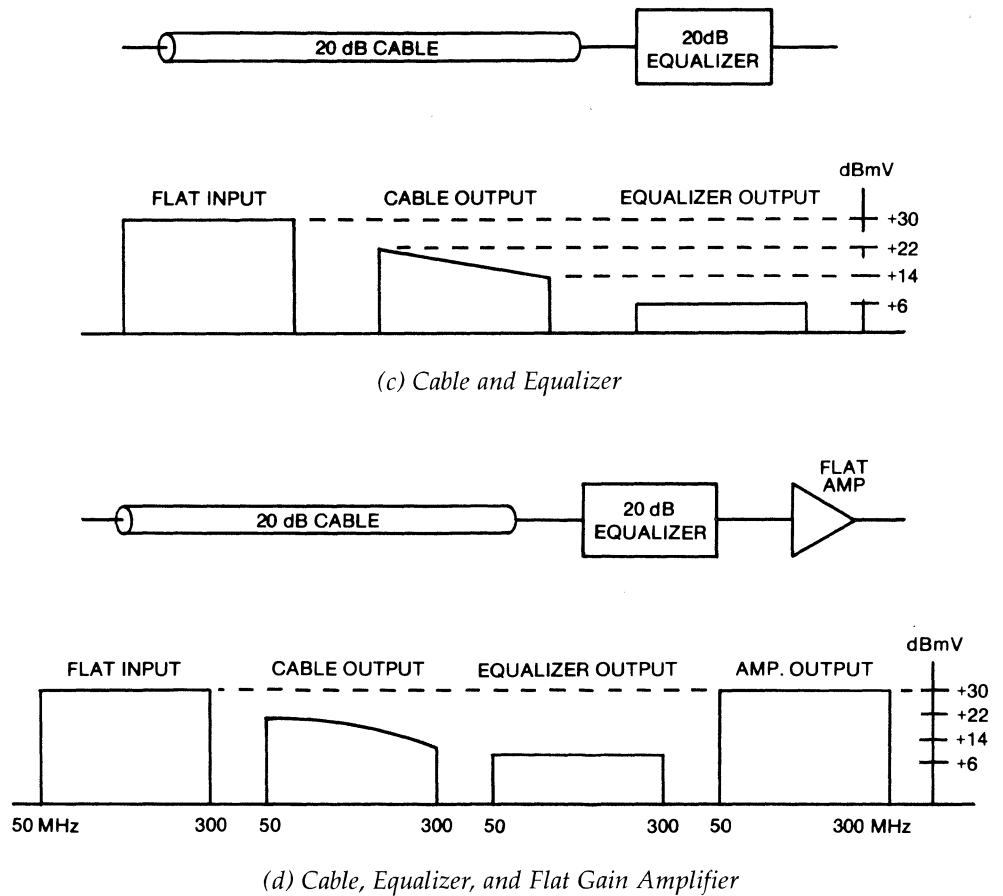 20 dB CABLE
20dB
EQUALIZER
dBmV
FLAT INPUT
CABLE OUTPUT
EQUALIZER OUTPUT
+30
+22
+14
+6
(c) Cable and Equalizer
FLAT
AMP
20 dB CABLE
20 dB
EQUALIZER
dBmV
FLAT INPUT
CABLE OUTPUT
EQUALIZER OUTPUT
AMP. OUTPUT
+30
+22
+14
+6
50 MHz
300
50
300
50
300
50
300 MHz
(d) Cable, Equalizer, and Flat Gain Amplifier